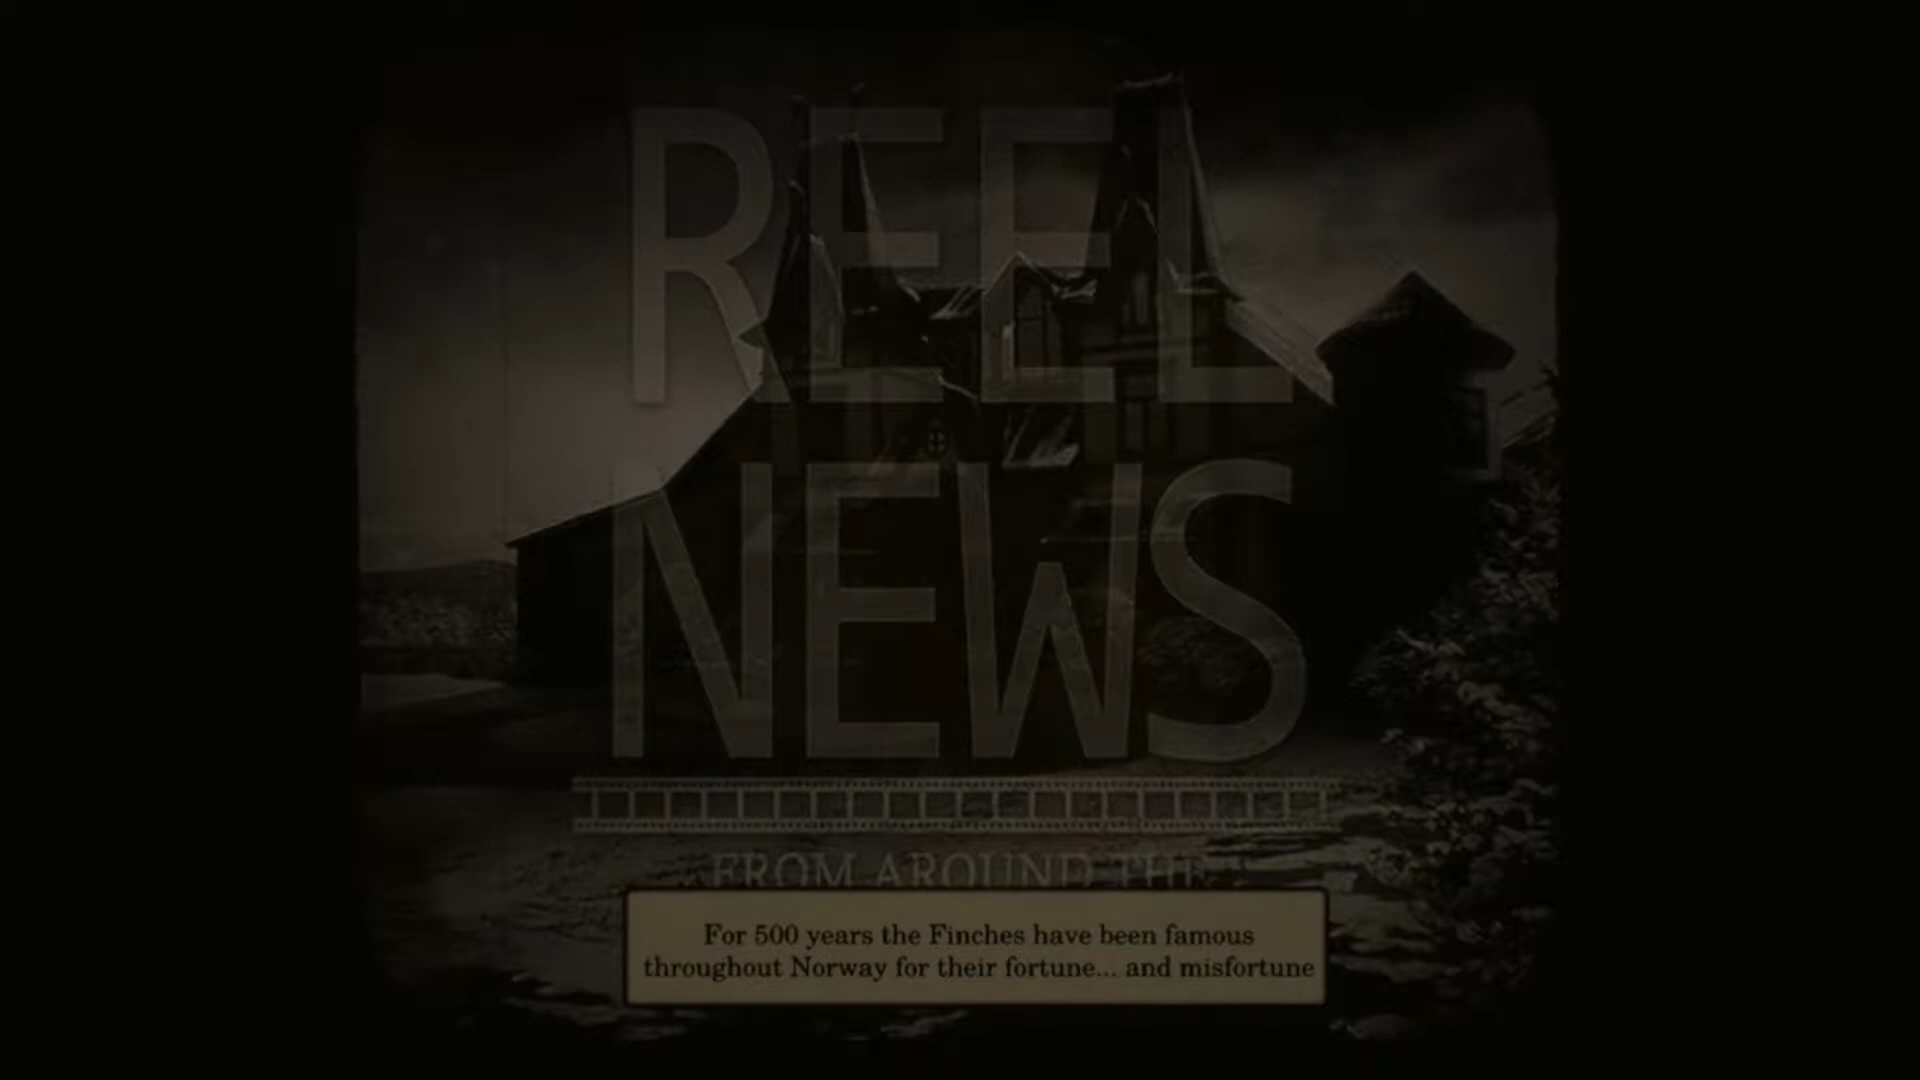 REEL
NEWS
FROM AROUND THE
For 500 years the Finches have been famous
throughout Norway for their fortune... and misfortune